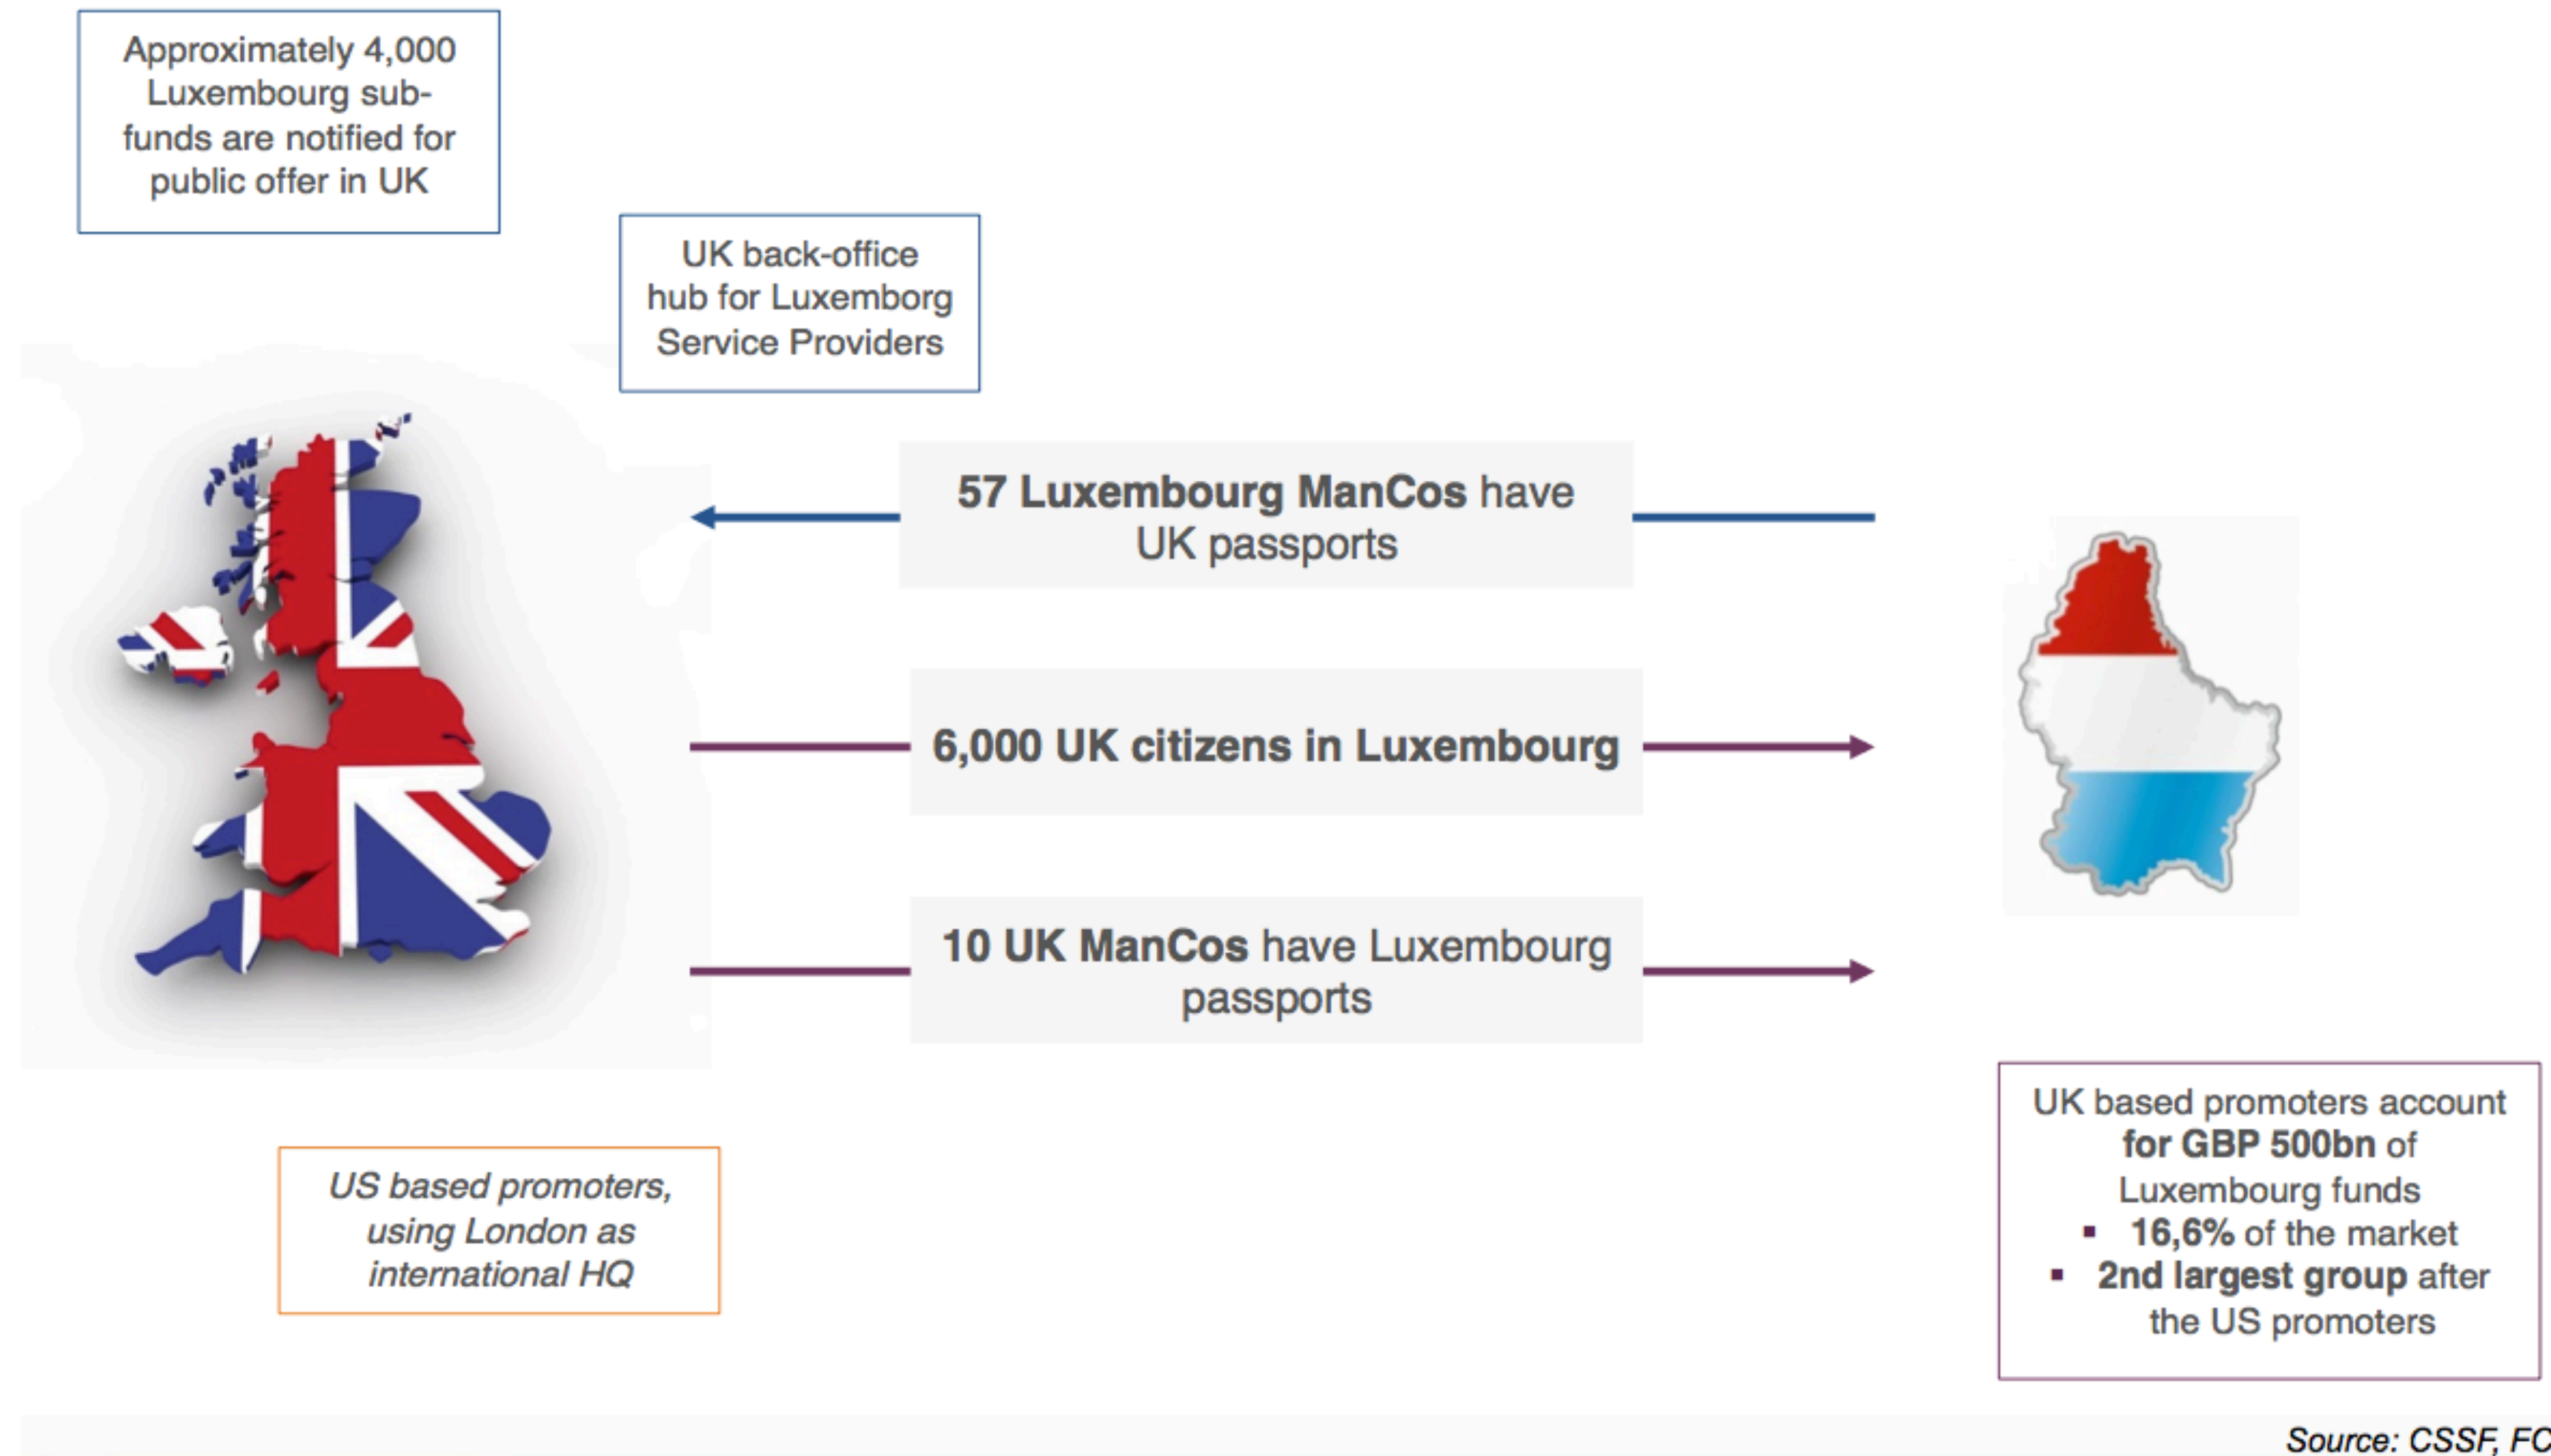 Approximately 4,000
Luxembourg sub-
funds are notified for
public offer in UK
UK back-office
hub for Luxemborg
Service Providers
57 Luxembourg ManCos have
UK passports
6,000 UK citizens in Luxembourg
10 UK ManCos have Luxembourg
passports
US based promoters,
using London as
international HQ
UK based promoters account
for GBP 500bn of
Luxembourg funds
▪ 16,6% of the market
▪ 2nd largest group after
the US promoters
Source: CSSF, FC